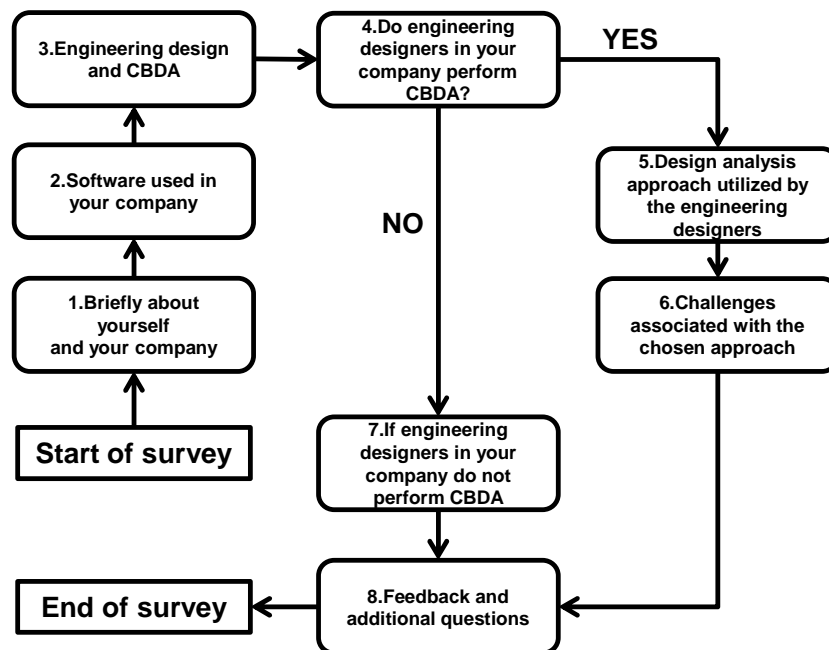 3.Engineering design
and CBDA
4.Do engineering
designers in your
company perform
CBDA?
YES
2.Software used in
your company
NO
5.Design analysis
approach utilized by
the engineering
designers
1.Briefly about
yourself
and your company
6.Challenges
associated with the
chosen approach
Start of survey
7.If engineering
designers in your
company do not
perform CBDA
End of survey
8.Feedback and
additional questions